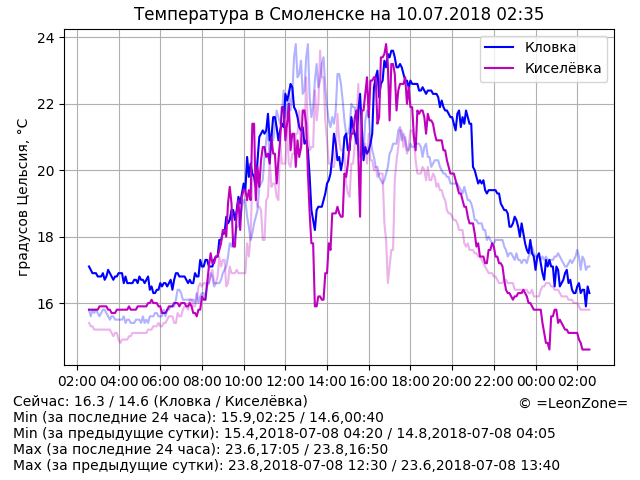 Температура в Смоленске на 10.07.2018 02:35
градусов Цельсия, °C
24
22
20
18
16
Кловка
Киселёвка
02:00 04:00 06:00 08:00 10:00 12:00 14:00 16:00 18:00 20:00 22:00 00:00 02:00
Сейчас: 16.3 / 14.6 (Кловка / Киселёвка)
© =LeonZone=
Min (за последние 24 часа): 15.9,02:25 / 14.6,00:40
Min (за предыдущие сутки): 15.4,2018-07-08 04:20 / 14.8,2018-07-08 04:05
Max (за последние 24 часа): 23.6,17:05 / 23.8,16:50
Max (за предыдущие сутки): 23.8,2018-07-08 12:30 / 23.6,2018-07-08 13:40